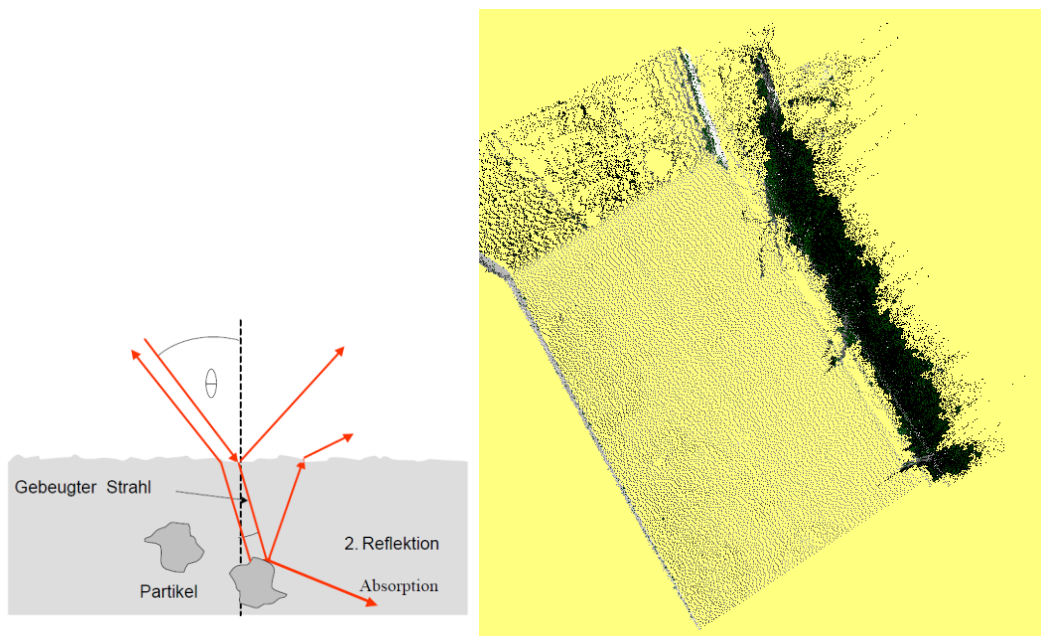 θ
Gebeugter Strahl
2. Reflektion
Partikel
Absorption